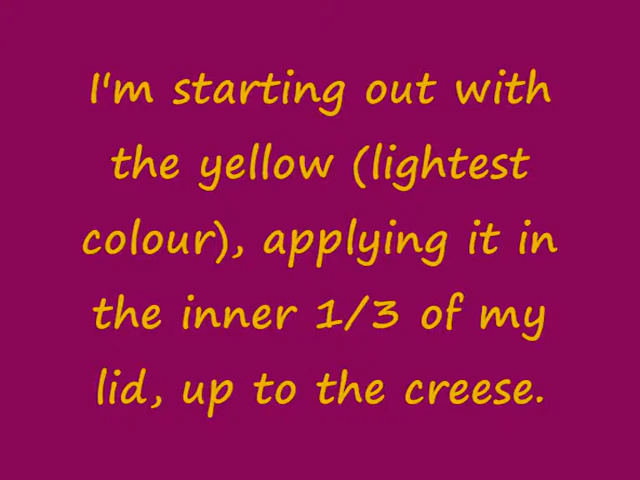 I'm starting out with
the yellow (lightest
colour), applying it in
the inner 1/3 of my
lid, up to the creese.